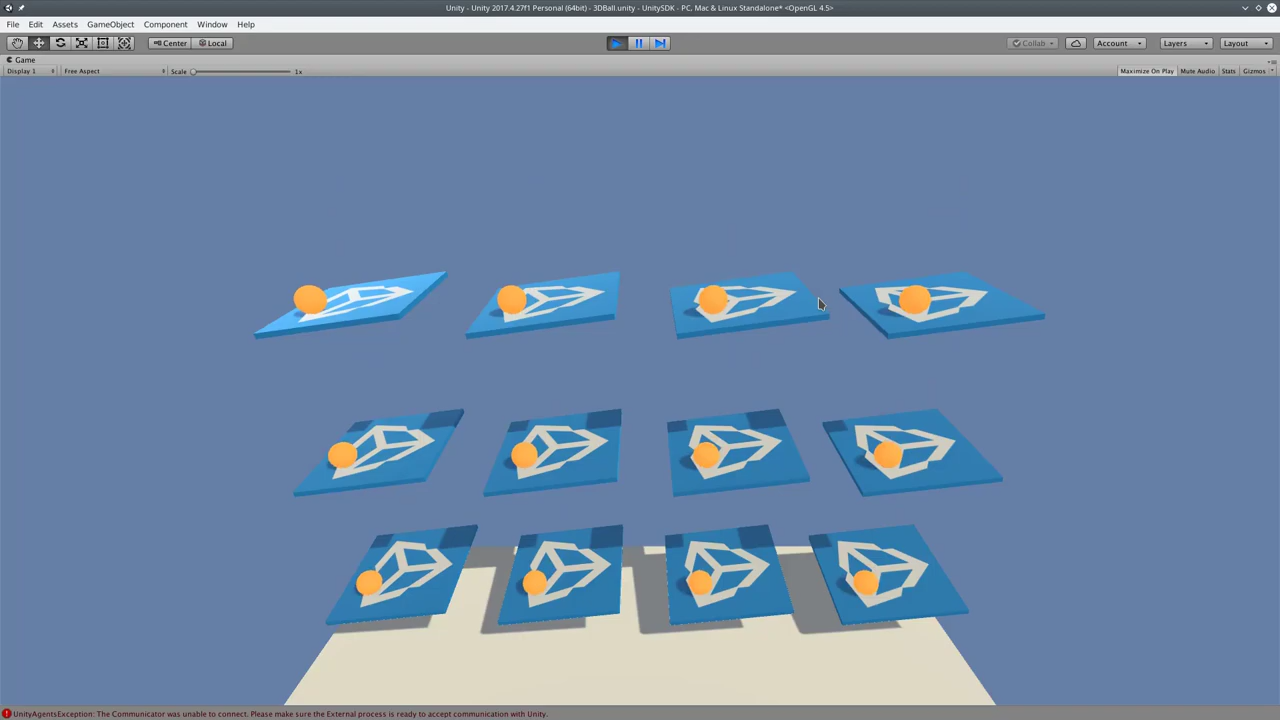 Unity - Unity 2017.4.27f1 Personal (64bit) - 3DBall.unity - UnitySDK - PC, Mac & Linux Standalone* <OpenGL 4.5>
File Edit Assets GameObject Component Window Help
Center Local Collab Account Layers Layout
Game
Display 1 Free Aspect Scale 1x Maximize On Play Mute Audio Stats Gizmos
UnityAgentsException: The Communicator was unable to connect. Please make sure the External process is ready to accept communication with Unity.